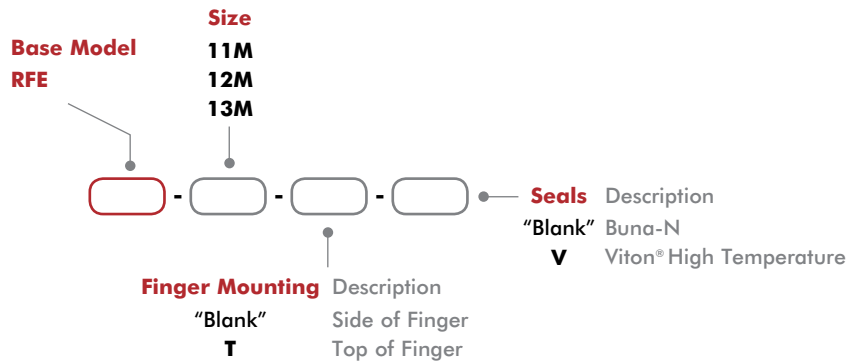 Size
11M
12M
13M
Base Model
RFE
- - -
Seals Description
"Blank" Buna-N
V Viton® High Temperature
Finger Mounting Description
"Blank" Side of Finger
T Top of Finger